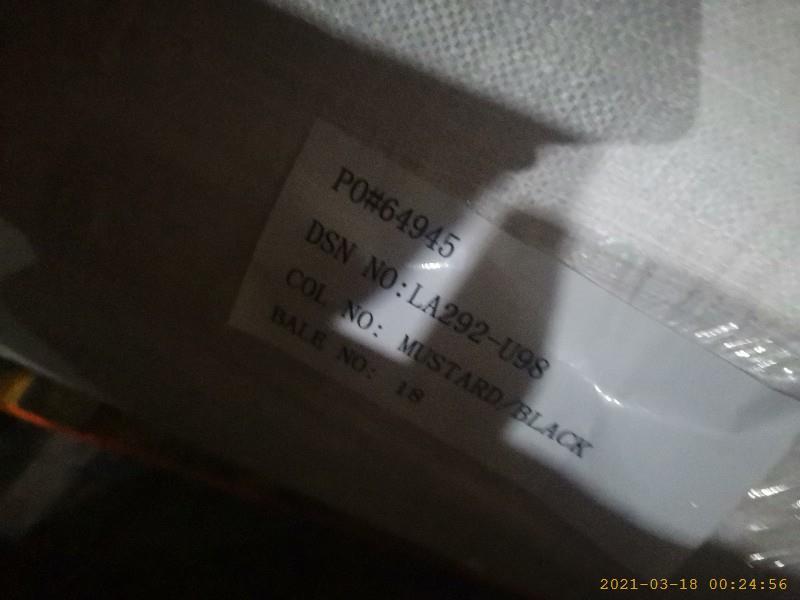 PO#64945
DSN NO:LA292-U98
COL NO: MUSTARD/BLACK
BALE NO: 18
2021-03-18 00:24:56